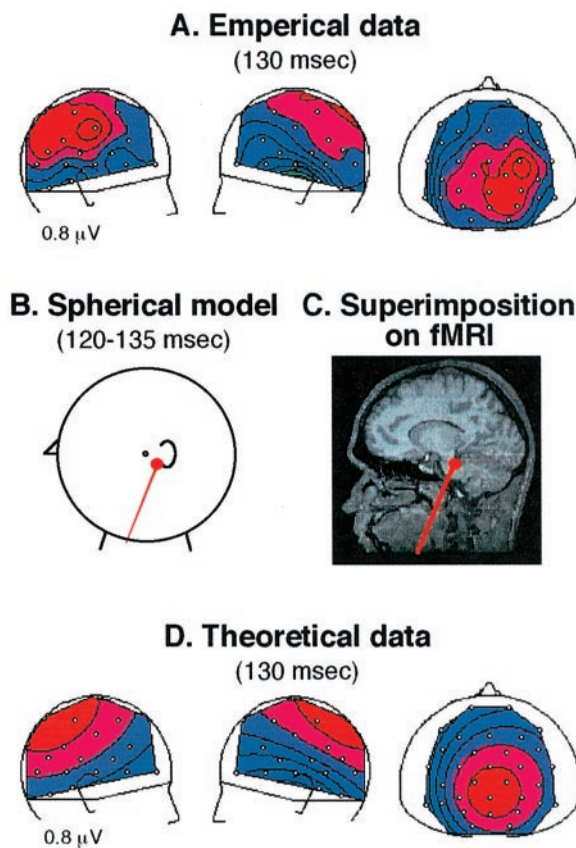 A. Emperical data
(130 msec)
0.8 µV
B. Spherical model
(120-135 msec)
C. Superimposition
on fMRI
D. Theoretical data
(130 msec)
0.8 µV